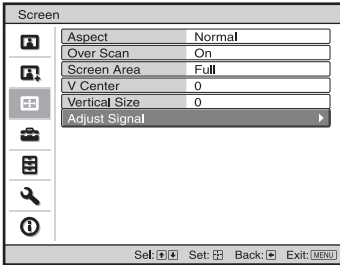 Screen
Aspect Normal
Over Scan On
Screen Area Full
V Center 0
Vertical Size 0
Adjust Signal
Sel: Set: Back: Exit: MENU